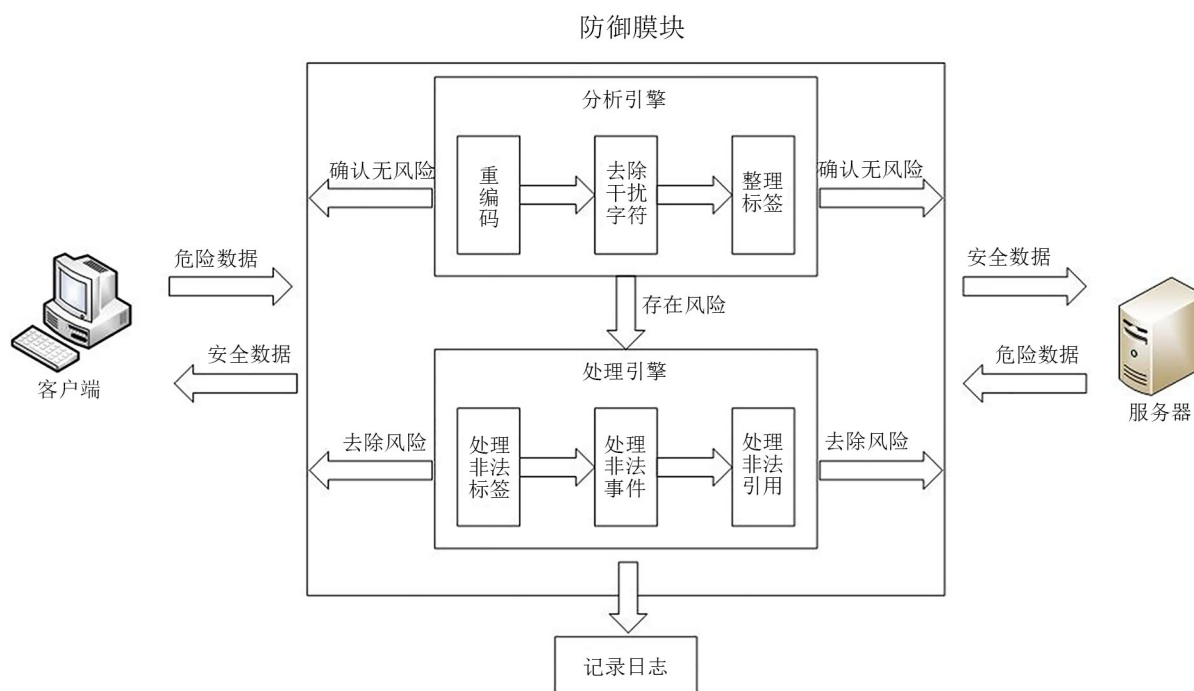 防御膜块
分析引擎
确认无风险
重
编
码
去除
干扰
字符
整理
标签
确认无风险
危险数据
安全数据
存在风险
安全数据
危险数据
客户端
服务器
处理引擎
去除风险
处理
非法
标签
处理
非法
事件
处理
非法
引用
去除风险
记录日志